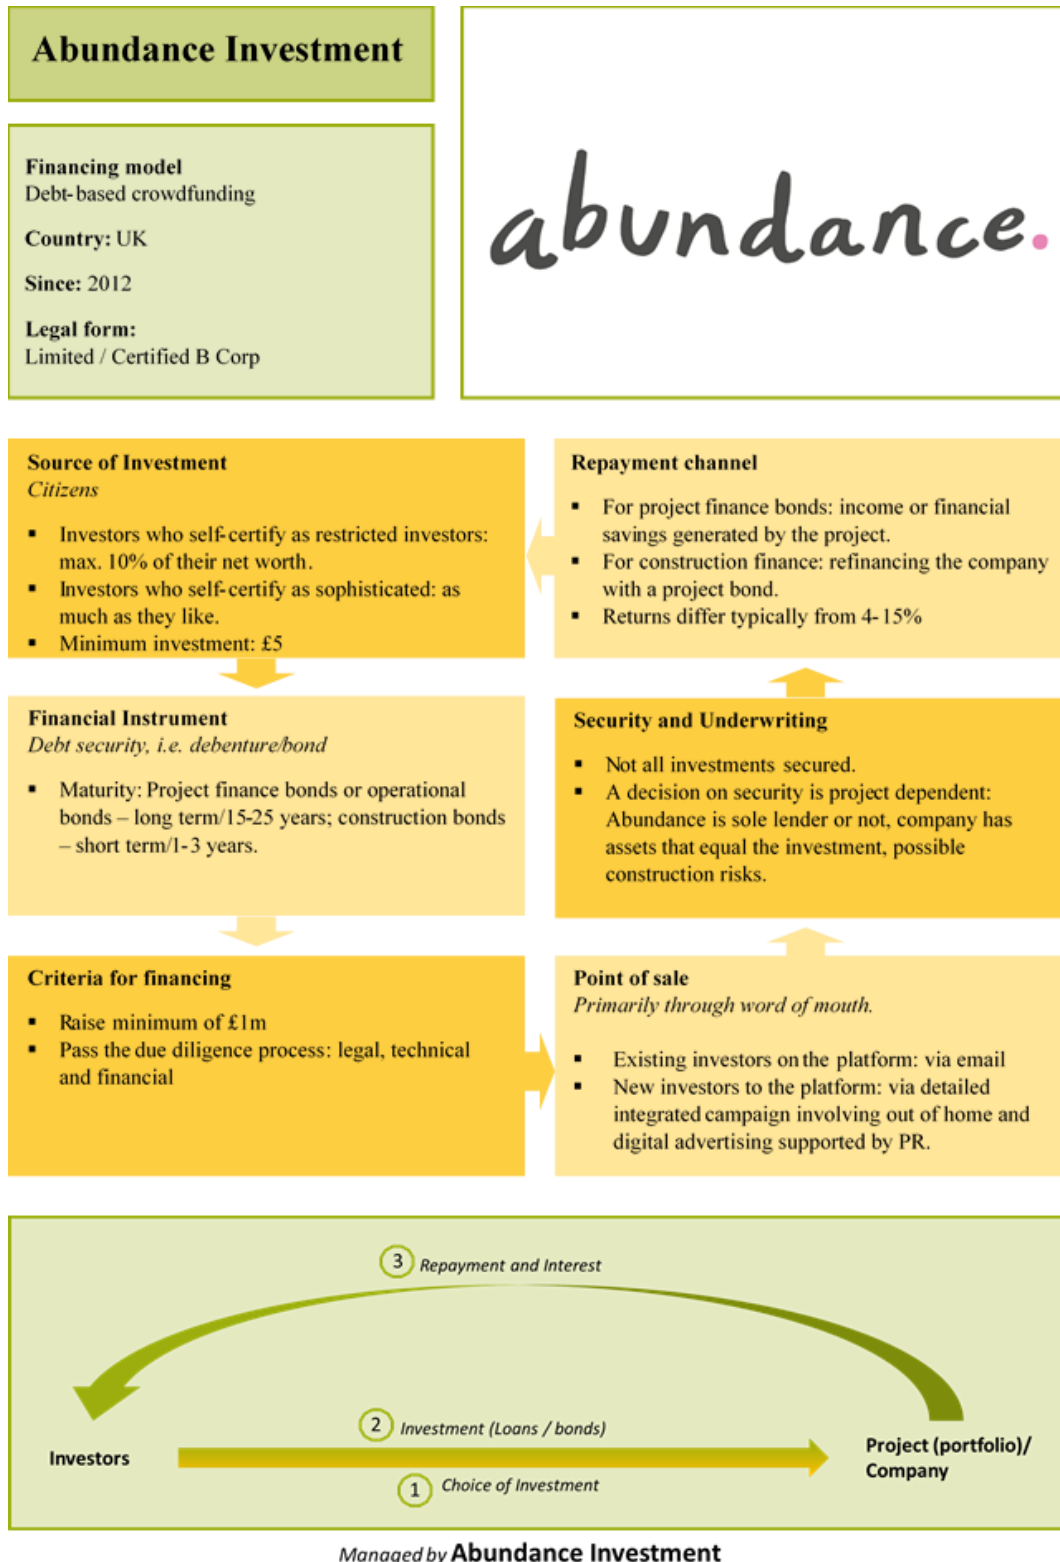 Abundance Investment
abundance.
Financing model
Debt-based crowdfunding
Country: UK
Since: 2012
Legal form:
Limited / Certified B Corp
Source of Investment
Citizens
▪ Investors who self-certify as restricted investors:
max. 10% of their net worth.
▪ Investors who self-certify as sophisticated: as
much as they like.
▪ Minimum investment: £5
Repayment channel
▪ For project finance bonds: income or financial
savings generated by the project.
▪ For construction finance: refinancing the company
with a project bond.
▪ Returns differ typically from 4-15%
Financial Instrument
Debt security, i.e. debenture/bond
▪ Maturity: Project finance bonds or operational
bonds – long term/15-25 years; construction bonds
– short term/1-3 years.
Security and Underwriting
▪ Not all investments secured.
▪ A decision on security is project dependent:
Abundance is sole lender or not, company has
assets that equal the investment, possible
construction risks.
Criteria for financing
▪ Raise minimum of £1m
▪ Pass the due diligence process: legal, technical
and financial
Point of sale
Primarily through word of mouth.
▪ Existing investors on the platform: via email
▪ New investors to the platform: via detailed
integrated campaign involving out of home and
digital advertising supported by PR.
3 Repayment and Interest
2 Investment (Loans / bonds)
Investors
Project (portfolio)/
Company
1 Choice of Investment
Managed by Abundance Investment